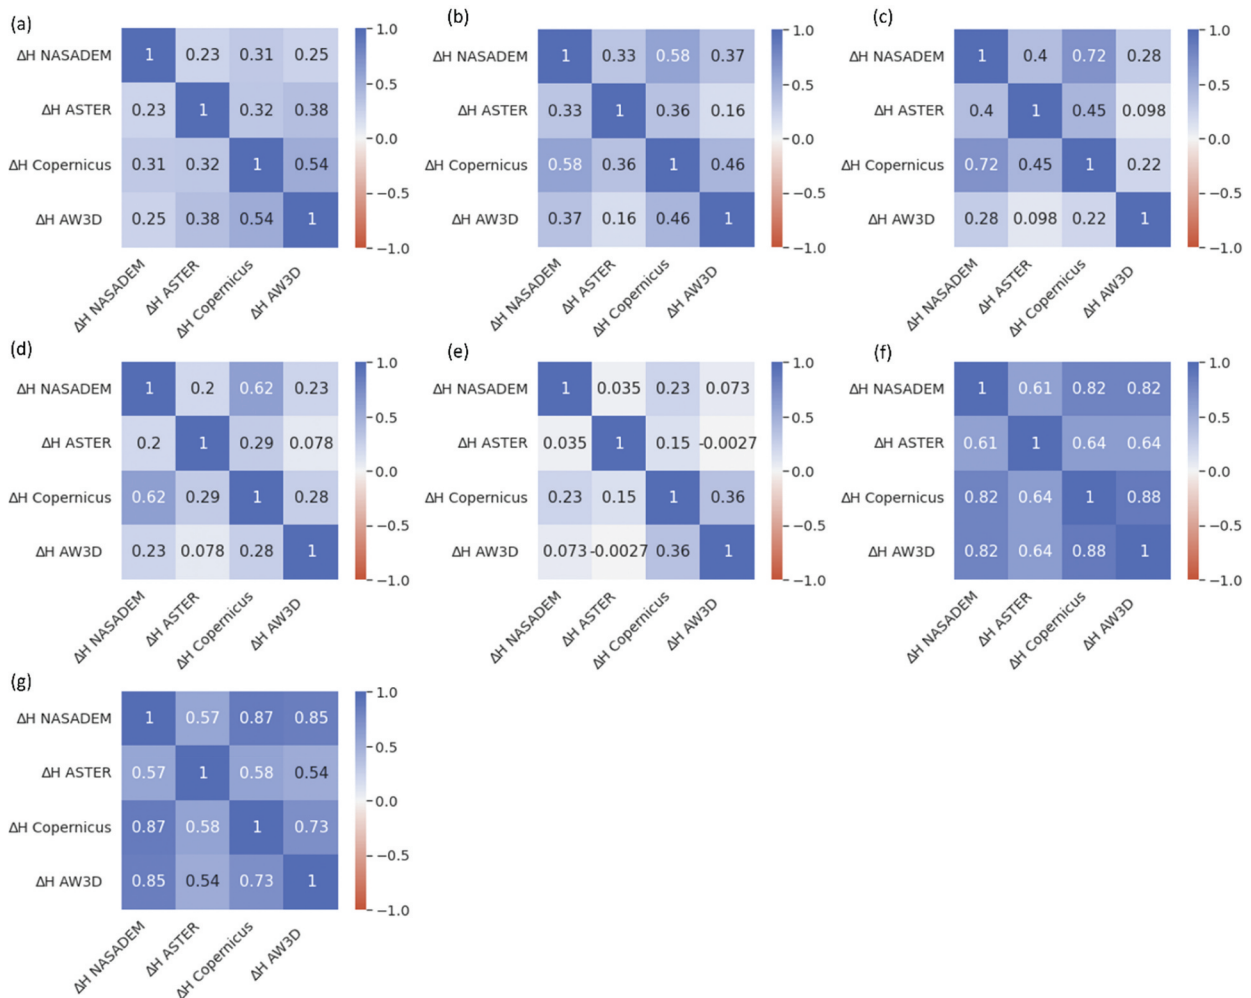 (a)
ΔH NASADEM 1 0.23 0.31 0.25
ΔH ASTER 0.23 1 0.32 0.38
ΔH Copernicus 0.31 0.32 1 0.54
ΔH AW3D 0.25 0.38 0.54 1
ΔH NASADEM
ΔH ASTER
ΔH Copernicus
ΔH AW3D
1.0
0.5
0.0
−0.5
−1.0
(b)
ΔH NASADEM 1 0.33 0.58 0.37
ΔH ASTER 0.33 1 0.36 0.16
ΔH Copernicus 0.58 0.36 1 0.46
ΔH AW3D 0.37 0.16 0.46 1
ΔH NASADEM
ΔH ASTER
ΔH Copernicus
ΔH AW3D
1.0
0.5
0.0
−0.5
−1.0
(c)
ΔH NASADEM 1 0.4 0.72 0.28
ΔH ASTER 0.4 1 0.45 0.098
ΔH Copernicus 0.72 0.45 1 0.22
ΔH AW3D 0.28 0.098 0.22 1
ΔH NASADEM
ΔH ASTER
ΔH Copernicus
ΔH AW3D
1.0
0.5
0.0
−0.5
−1.0
(d)
ΔH NASADEM 1 0.2 0.62 0.23
ΔH ASTER 0.2 1 0.29 0.078
ΔH Copernicus 0.62 0.29 1 0.28
ΔH AW3D 0.23 0.078 0.28 1
ΔH NASADEM
ΔH ASTER
ΔH Copernicus
ΔH AW3D
1.0
0.5
0.0
−0.5
−1.0
(e)
ΔH NASADEM 1 0.035 0.23 0.073
ΔH ASTER 0.035 1 0.15 -0.0027
ΔH Copernicus 0.23 0.15 1 0.36
ΔH AW3D 0.073 -0.0027 0.36 1
ΔH NASADEM
ΔH ASTER
ΔH Copernicus
ΔH AW3D
1.0
0.5
0.0
−0.5
−1.0
(f)
ΔH NASADEM 1 0.61 0.82 0.82
ΔH ASTER 0.61 1 0.64 0.64
ΔH Copernicus 0.82 0.64 1 0.88
ΔH AW3D 0.82 0.64 0.88 1
ΔH NASADEM
ΔH ASTER
ΔH Copernicus
ΔH AW3D
1.0
0.5
0.0
−0.5
−1.0
(g)
ΔH NASADEM 1 0.57 0.87 0.85
ΔH ASTER 0.57 1 0.58 0.54
ΔH Copernicus 0.87 0.58 1 0.73
ΔH AW3D 0.85 0.54 0.73 1
ΔH NASADEM
ΔH ASTER
ΔH Copernicus
ΔH AW3D
1.0
0.5
0.0
−0.5
−1.0